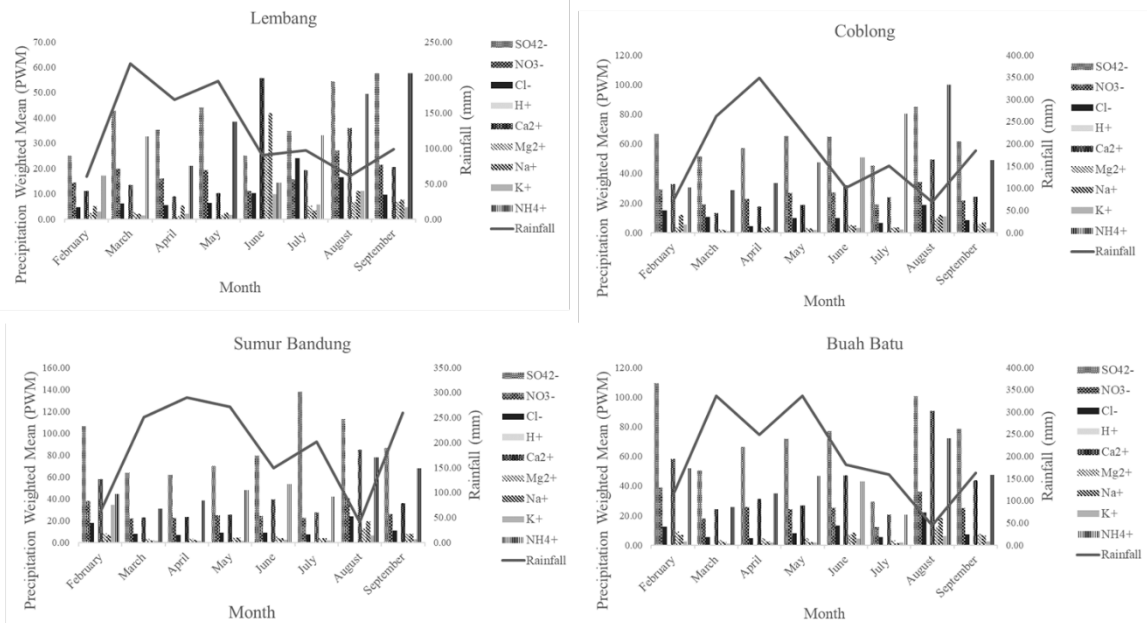 Lembang
Precipitation Weighted Mean (PWM)
70.00
60.00
50.00
40.00
30.00
20.00
10.00
0.00
250.00
200.00
150.00
100.00
50.00
0.00
Rainfall (mm)
February
March
April
May
June
July
August
September
Month
SO42-
NO3-
Cl-
H+
Ca2+
Mg2+
Na+
K+
NH4+
Rainfall
Coblong
Precipitation Weighted Mean (PWM)
120.00
100.00
80.00
60.00
40.00
20.00
0.00
400.00
350.00
300.00
250.00
200.00
150.00
100.00
50.00
0.00
Rainfall (mm)
February
March
April
May
June
July
August
September
Month
SO42-
NO3-
Cl-
H+
Ca2+
Mg2+
Na+
K+
NH4+
Rainfall
Sumur Bandung
Precipitation Weighted Mean (PWM)
160.00
140.00
120.00
100.00
80.00
60.00
40.00
20.00
0.00
350.00
300.00
250.00
200.00
150.00
100.00
50.00
0.00
Rainfall (mm)
February
March
April
May
June
July
August
September
Month
SO42-
NO3-
Cl-
H+
Ca2+
Mg2+
Na+
K+
NH4+
Rainfall
Buah Batu
Precipitation Weighted Mean (PWM)
120.00
100.00
80.00
60.00
40.00
20.00
0.00
400.00
350.00
300.00
250.00
200.00
150.00
100.00
50.00
0.00
Rainfall (mm)
February
March
April
May
June
July
August
September
Month
SO42-
NO3-
Cl-
H+
Ca2+
Mg2+
Na+
K+
NH4+
Rainfall